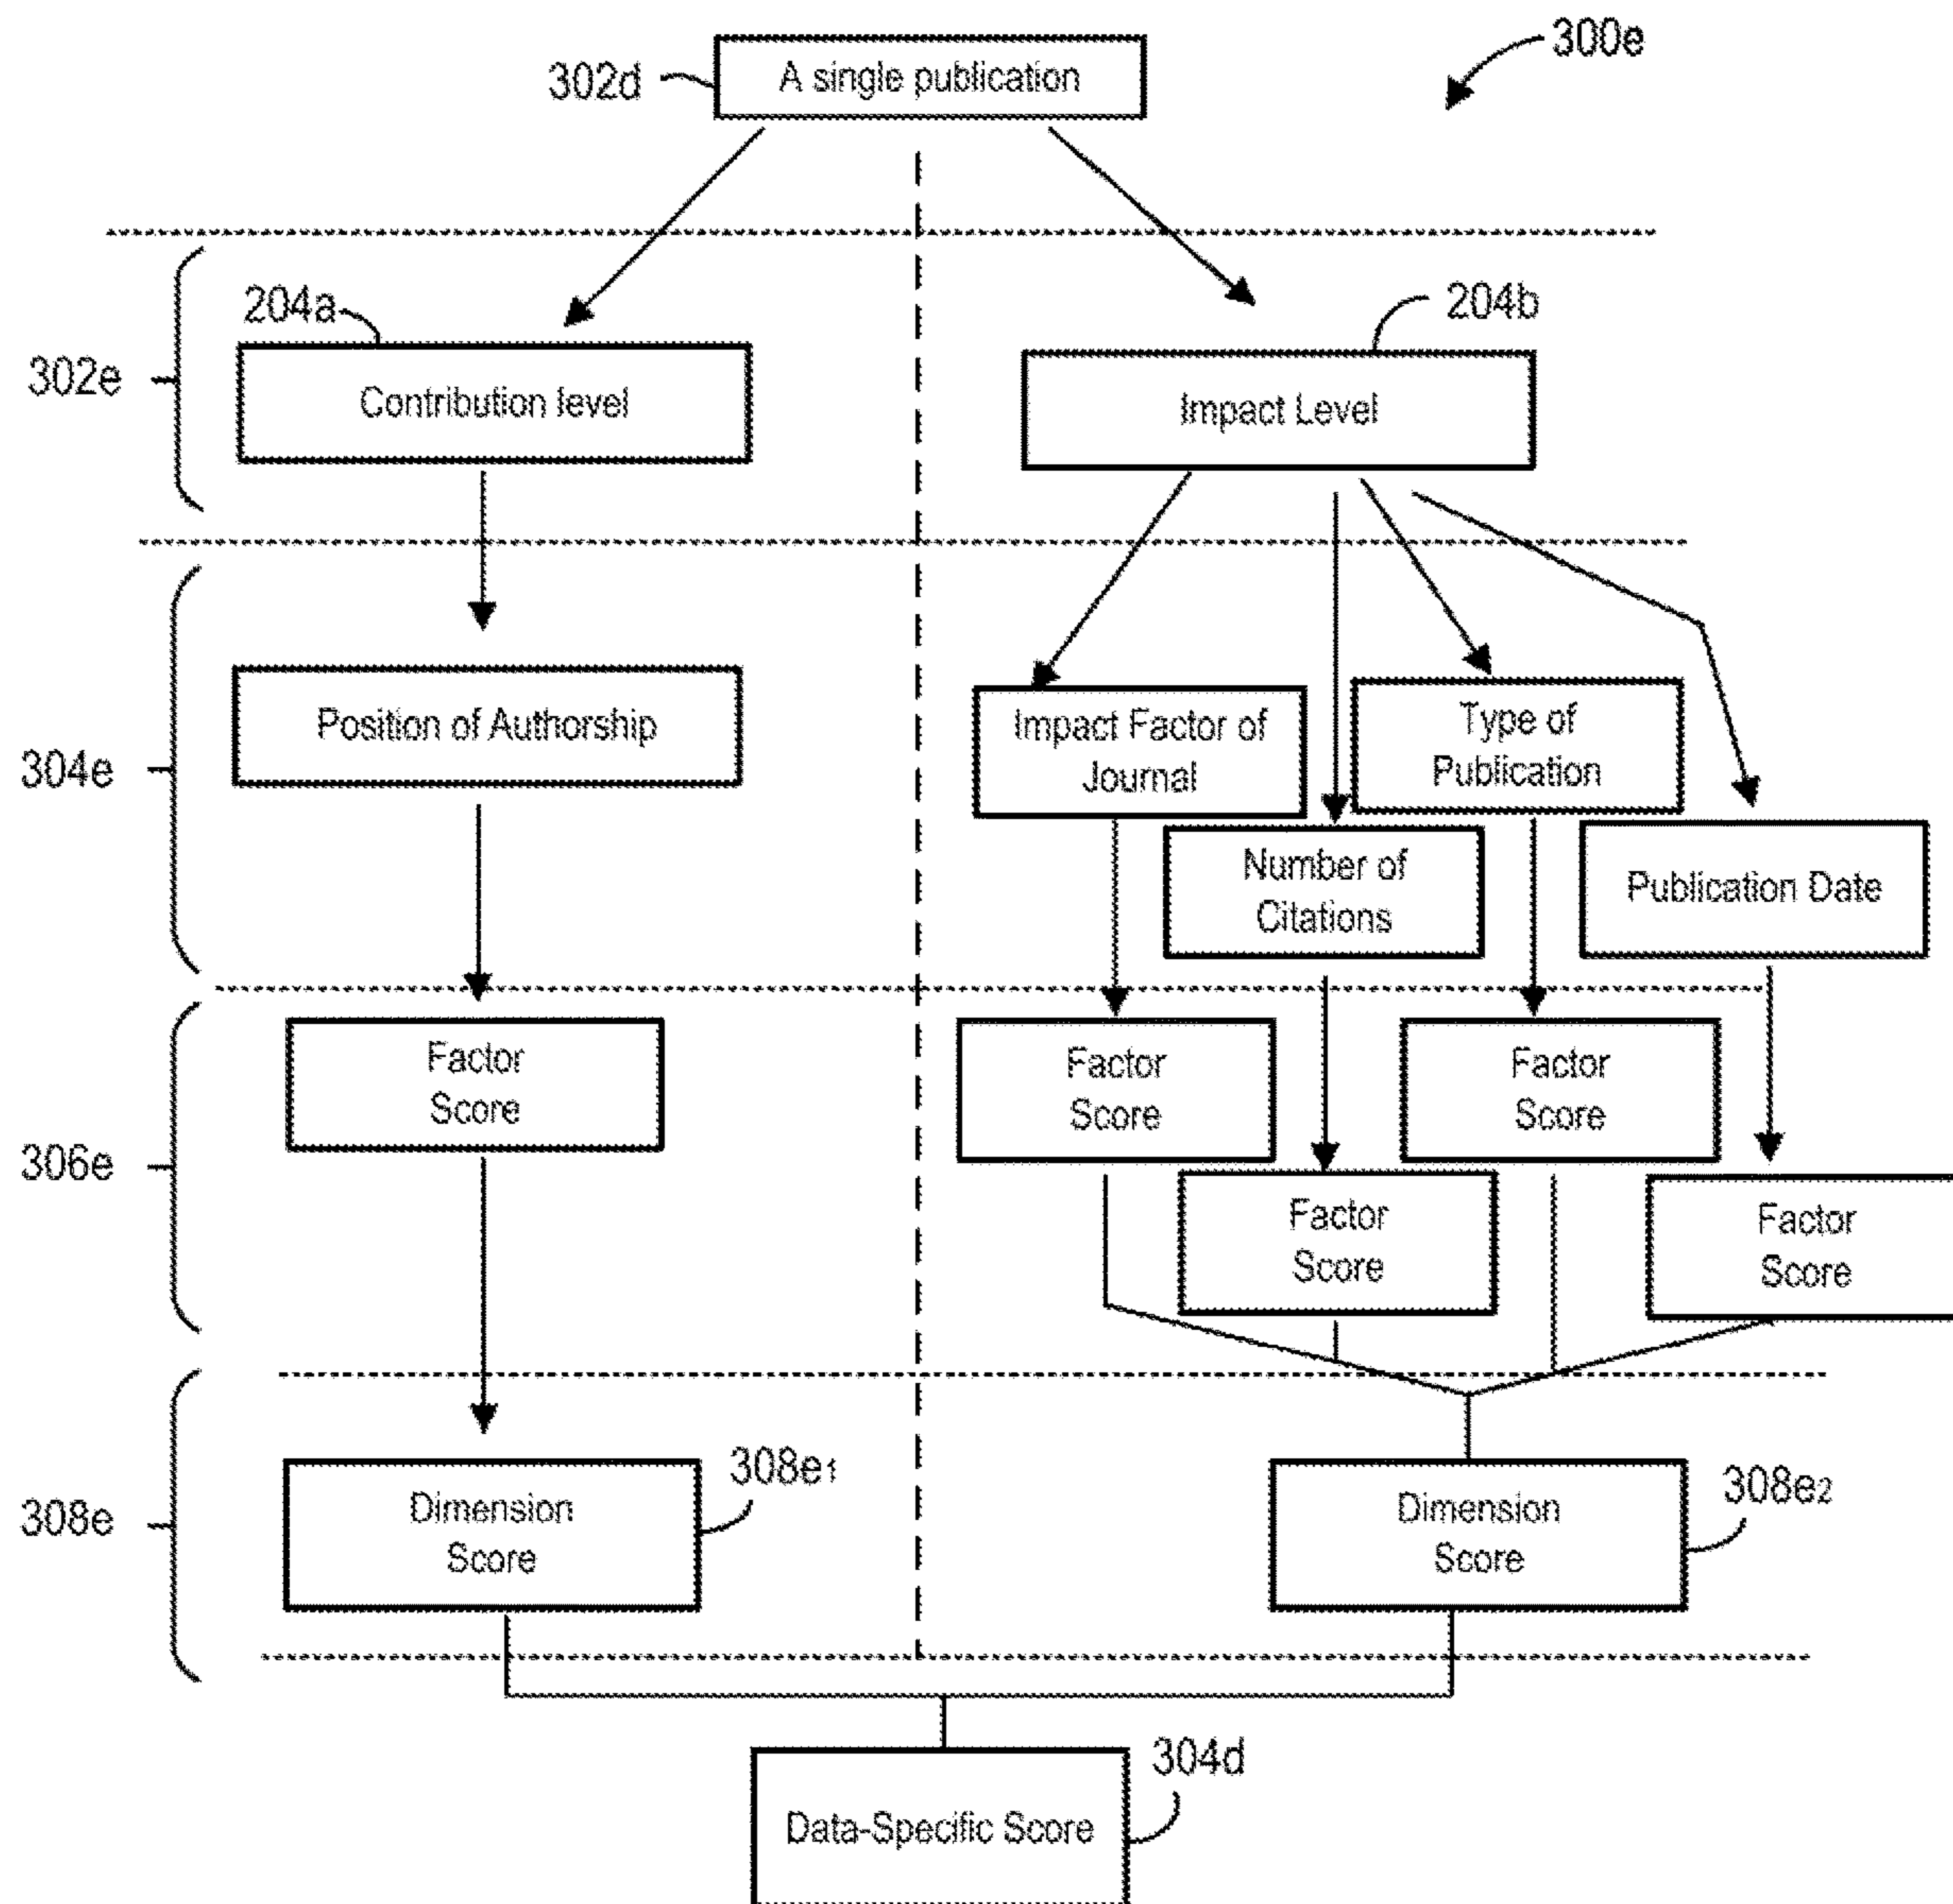 300e
302d
A single publication
204a
204b
302e
Contribution level
Impact Level
304e
Position of Authorship
Impact Factor of
Journal
Type of
Publication
Number of
Citations
Publication Date
306e
Factor
Score
Factor
Score
Factor
Score
Factor
Score
Factor
Score
308e
Dimension
Score
308e1
Dimension
Score
308e2
304d
Data-Specific Score